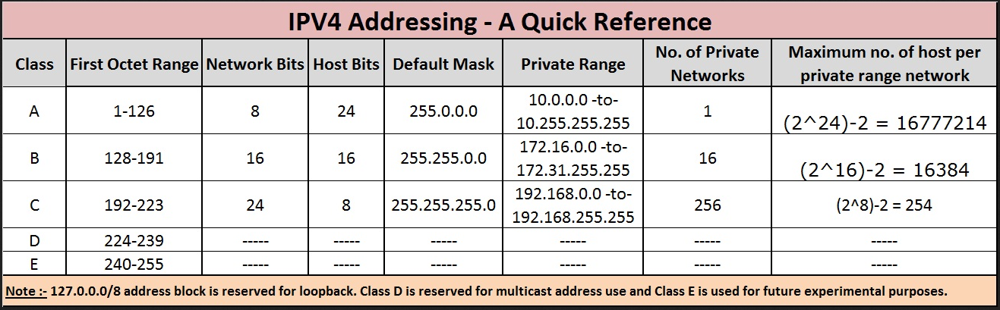 IPV4 Addressing - A Quick Reference
Class First Octet Range Network Bits Host Bits Default Mask Private Range No. of Private Networks Maximum no. of host per private range network
A 1-126 8 24 255.0.0.0 10.0.0.0 -to- 10.255.255.255 1 (2^24)-2 = 16777214
B 128-191 16 16 255.255.0.0 172.16.0.0 -to- 172.31.255.255 16 (2^16)-2 = 16384
C 192-223 24 8 255.255.255.0 192.168.0.0 -to- 192.168.255.255 256 (2^8)-2 = 254
D 224-239 ----- ----- ----- ----- ----- -----
E 240-255 ----- ----- ----- ----- ----- -----
Note :- 127.0.0.0/8 address block is reserved for loopback. Class D is reserved for multicast address use and Class E is used for future experimental purposes.